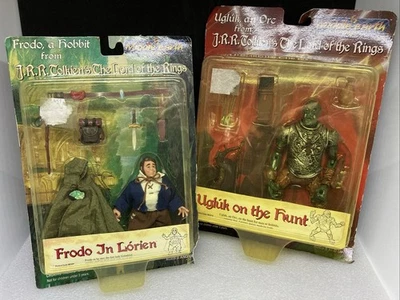 Frodo, a Hobbit
from
J.R.R. Tolkien's The Lord of the Rings
Frodo In Lórien
Uglúk, an Orc
from
J.R.R. Tolkien's The Lord of the Rings
Uglúk on the Hunt